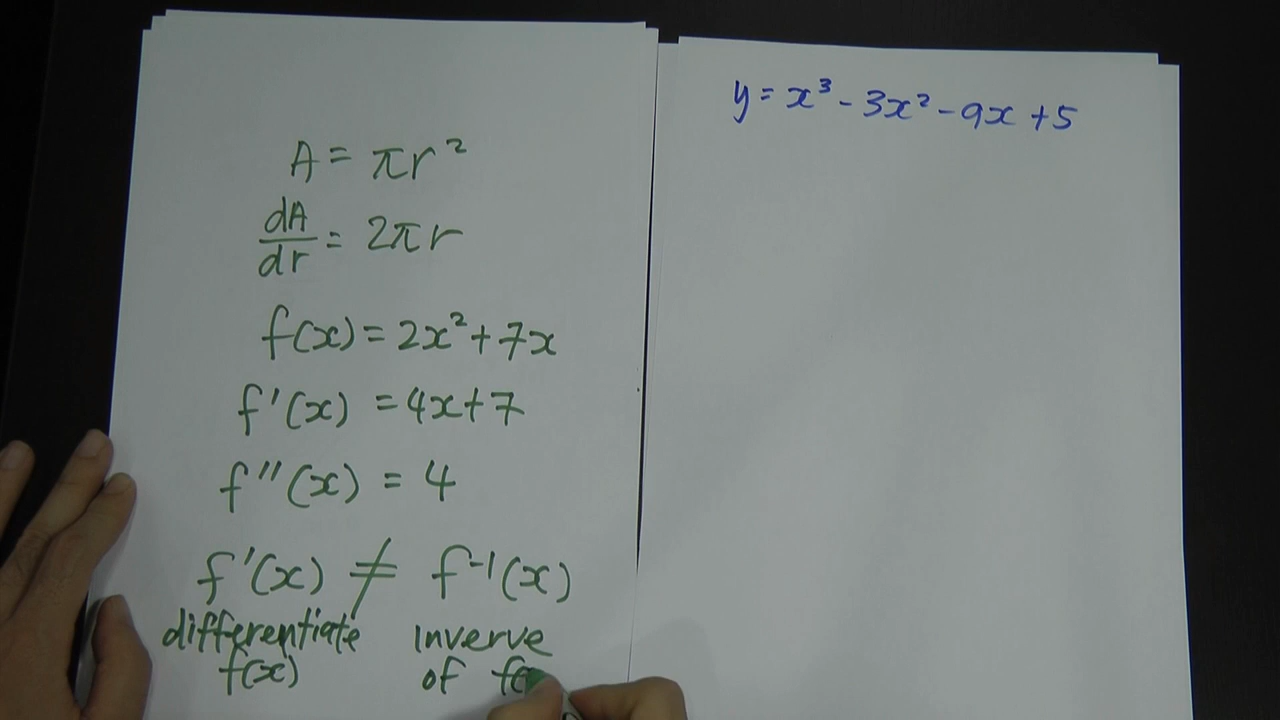 A = πr²
dA/dr = 2πr
f(x) = 2x² + 7x
f'(x) = 4x+7
f''(x) = 4
f'(x) ≠ f⁻¹(x)
differentiate inverve
f(x) of
y = x³ - 3x² - 9x + 5